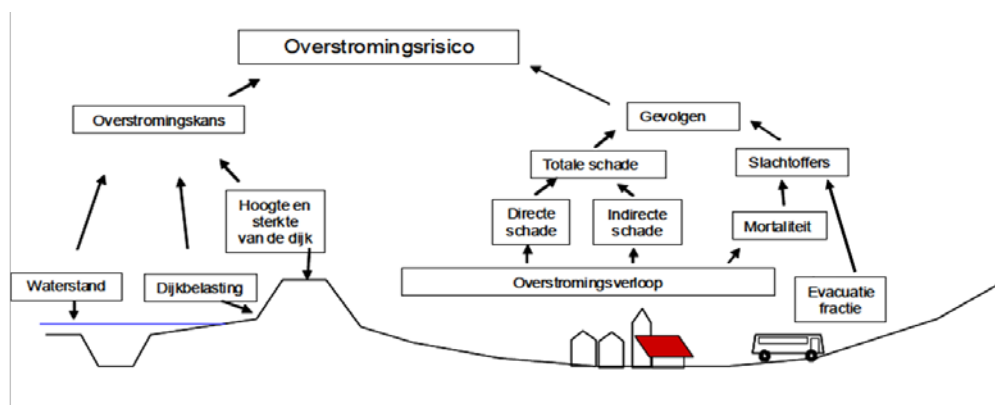 Overstromingsrisico
Overstromingskans
Gevolgen
Totale schade
Slachtoffers
Hoogte en
sterkte
van de dijk
Directe
schade
Indirecte
schade
Mortaliteit
Waterstand
Dijkbelasting
Overstromingsverloop
Evacuatie
fractie